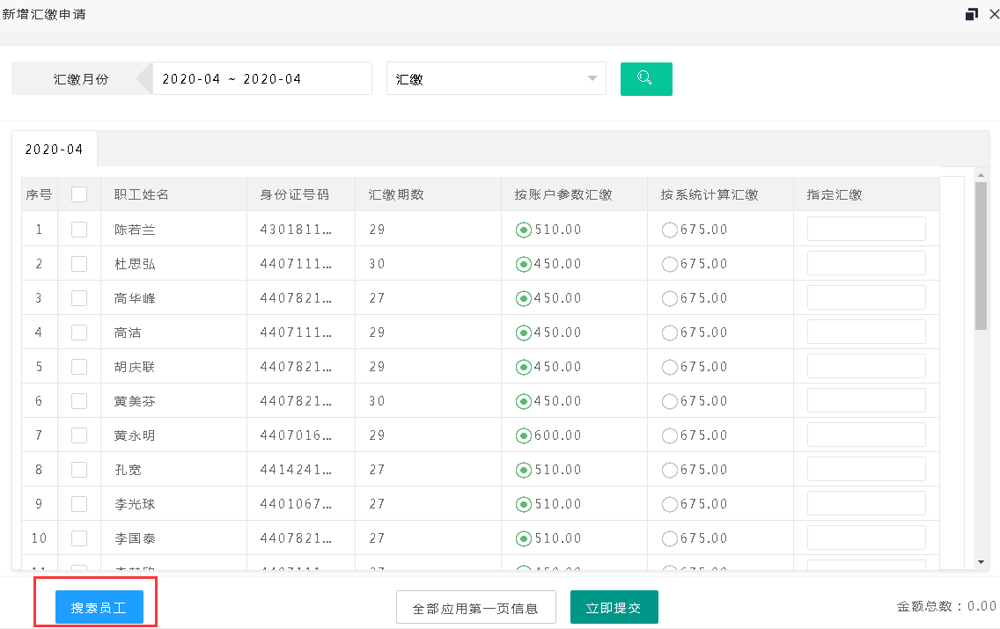 新增汇缴申请
汇缴月份 2020-04 ~ 2020-04 汇缴
2020-04
序号 职工姓名 身份证号码 汇缴期数 按账户参数汇缴 按系统计算汇缴 指定汇缴
1 陈若兰 4301811... 29 510.00 675.00
2 杜思弘 4407111... 30 450.00 675.00
3 高华峰 4407821... 27 450.00 675.00
4 高洁 4407111... 29 450.00 675.00
5 胡庆联 4407821... 29 450.00 675.00
6 黄美芬 4407821... 30 450.00 675.00
7 黄永明 4407016... 29 600.00 675.00
8 孔宽 4414241... 27 510.00 675.00
9 李光球 4401067... 27 510.00 675.00
10 李国泰 4407821... 27 510.00 675.00
搜索员工 全部应用第一页信息 立即提交 金额总数：0.00